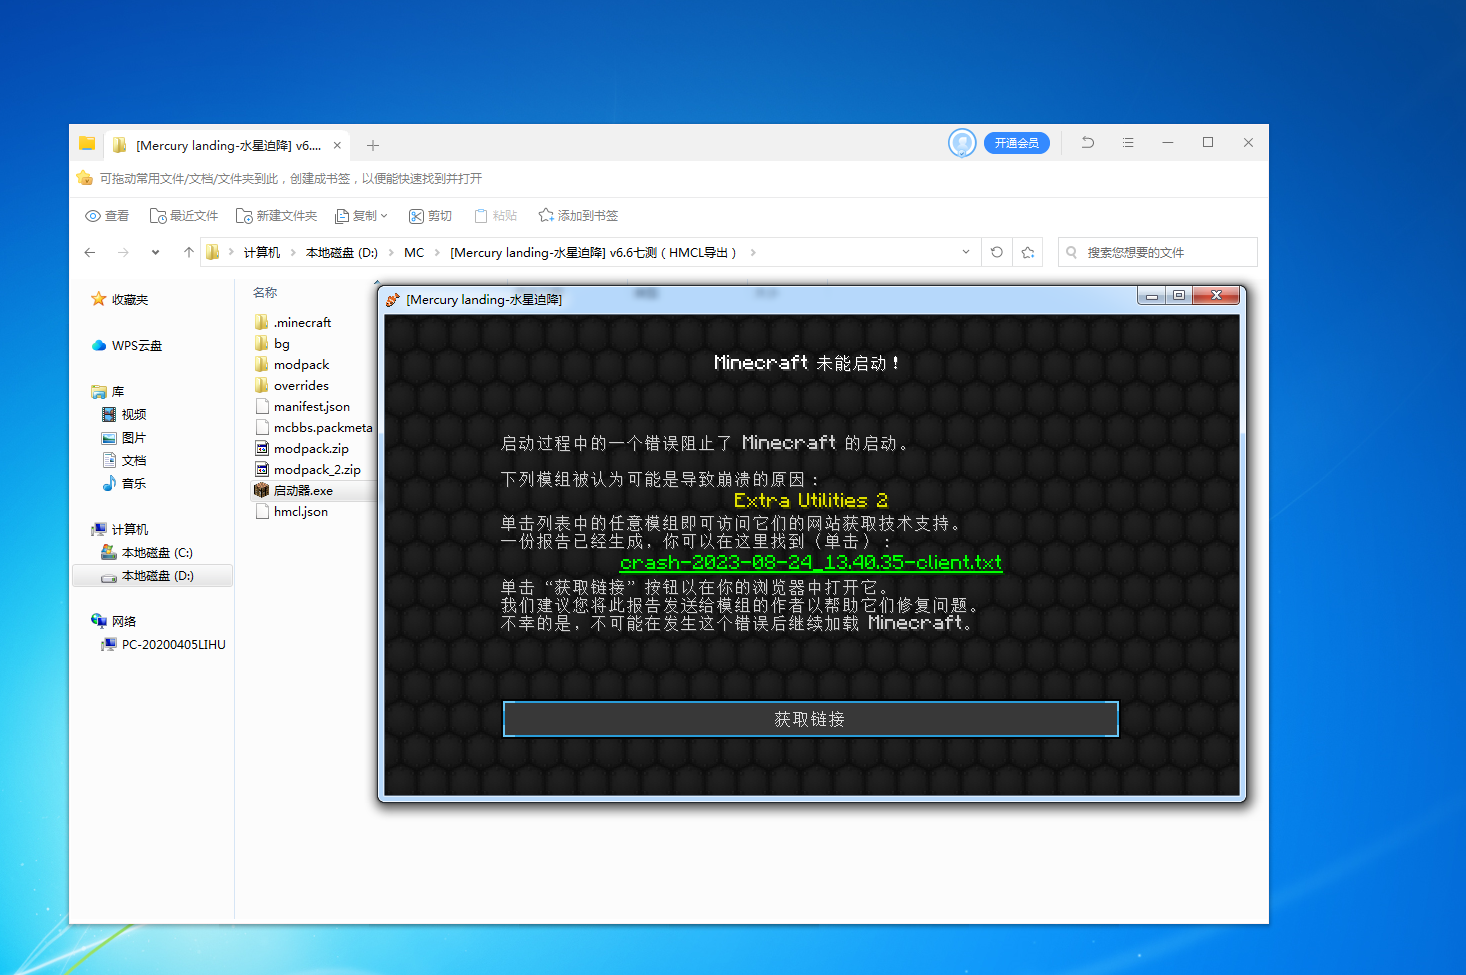 [Mercury landing-水星迫降] v6....
开通会员
可拖动常用文件/文档/文件夹到此，创建成书签，以便能快速找到并打开
查看 最近文件 新建文件夹 复制 剪切 粘贴 添加到书签
计算机 本地磁盘 (D:) MC [Mercury landing-水星迫降] v6.6七测（HMCL导出） 搜索您想要的文件
收藏夹
WPS云盘
库
视频
图片
文档
音乐
计算机
本地磁盘 (C:)
本地磁盘 (D:)
网络
PC-20200405LIHU
名称
.minecraft
bg
modpack
overrides
manifest.json
mcbbs.packmeta
modpack.zip
modpack_2.zip
启动器.exe
hmcl.json
[Mercury landing-水星迫降]
Minecraft 未能启动！
启动过程中的一个错误阻止了 Minecraft 的启动。
下列模组被认为可能是导致崩溃的原因：
Extra Utilities 2
单击列表中的任意模组即可访问它们的网站获取技术支持。
一份报告已经生成，你可以在这里找到（单击）：
crash-2023-08-24_13.40.35-client.txt
单击“获取链接”按钮以在你的浏览器中打开它。
我们建议您将此报告发送给模组的作者以帮助它们修复问题。
不幸的是，不可能在发生这个错误后继续加载 Minecraft。
获取链接